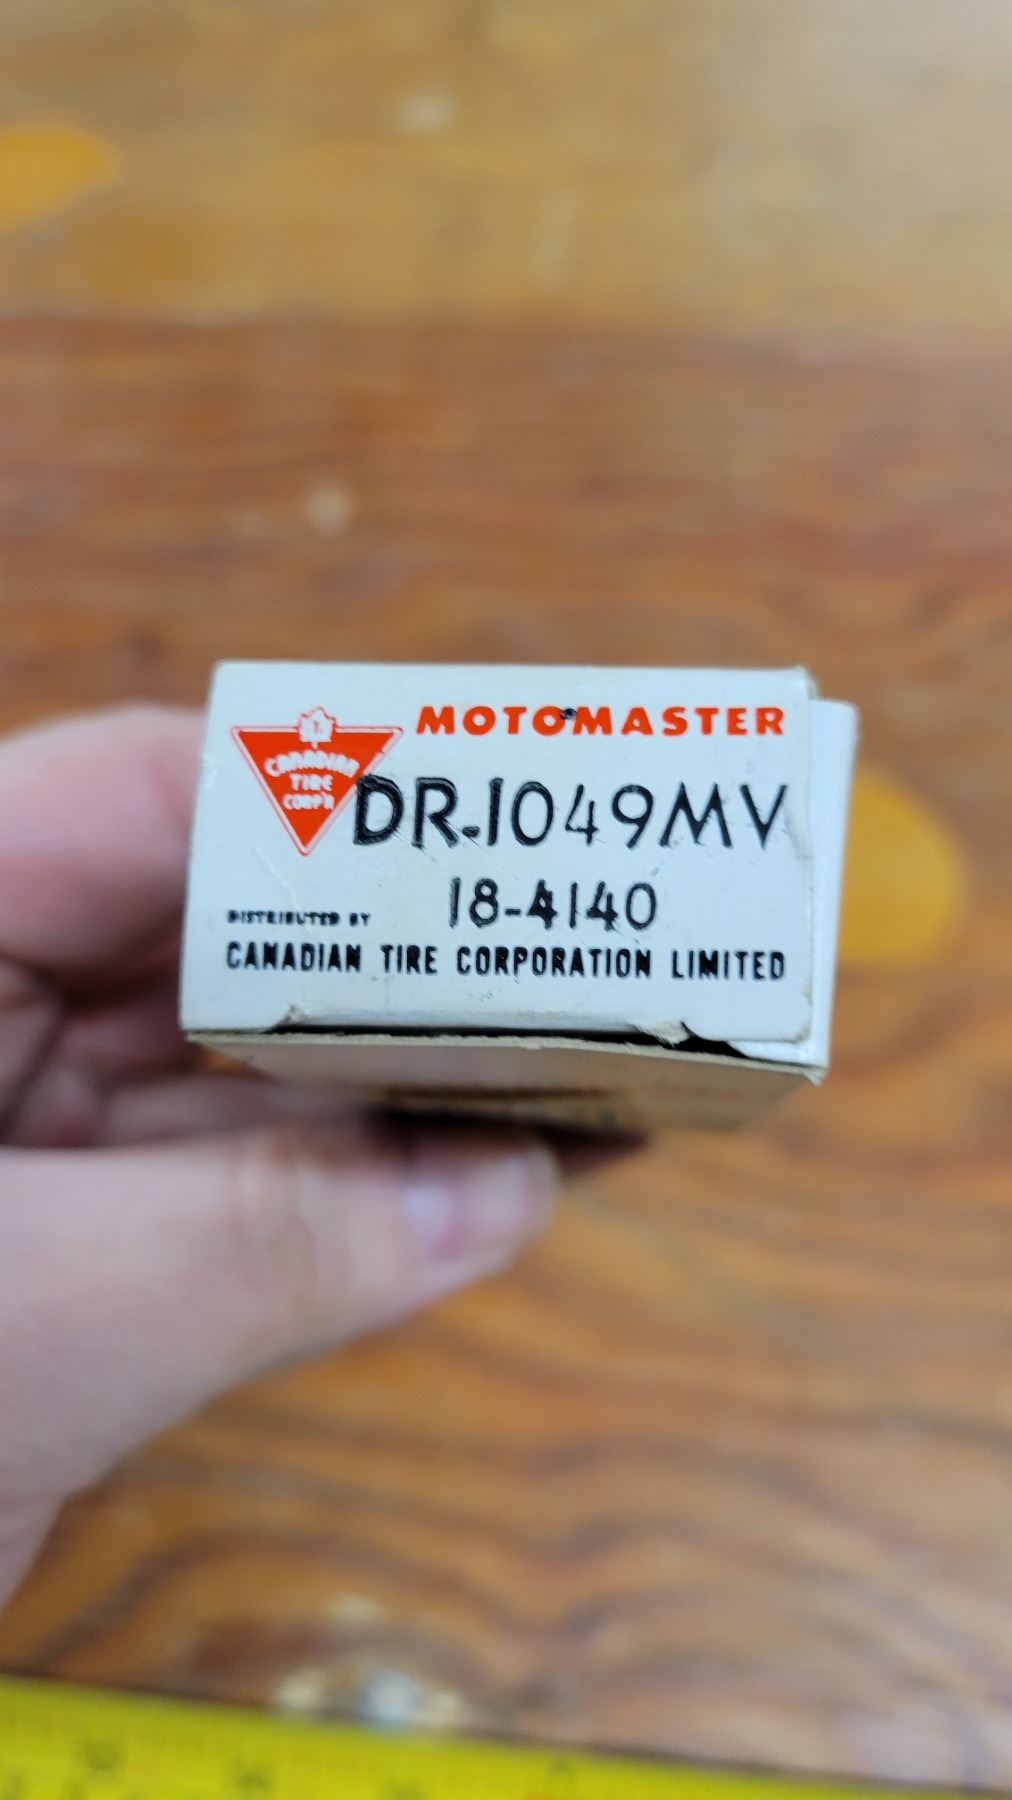 MOTOMASTER
CANADIAN
TIRE
CORP'N
DR-1049MV
18-4140
DISTRIBUTED BY
CANADIAN TIRE CORPORATION LIMITED